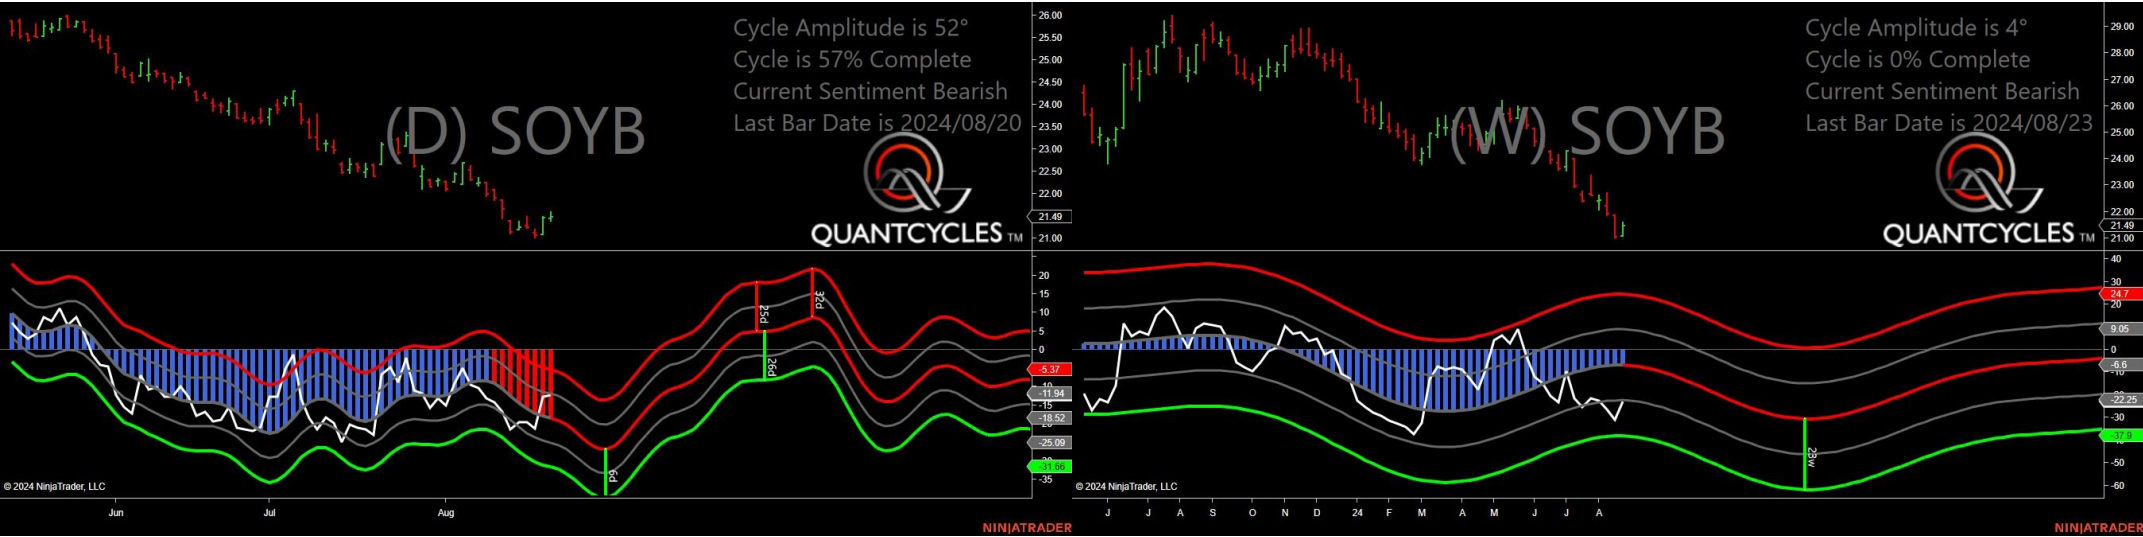 Cycle Amplitude is 52°
Cycle is 57% Complete
Current Sentiment Bearish
Last Bar Date is 2024/08/20
(D) SOYB
QUANTCYCLES TM
26.00
25.50
25.00
24.50
24.00
23.50
23.00
22.50
22.00
21.49
21.00
20
15
10
5
0
-5.37
-10
-11.94
-15
-18.52
-25.09
-31.66
-35
25d
32d
26d
6d
© 2024 NinjaTrader, LLC
Jun
Jul
Aug
NINJATRADER
Cycle Amplitude is 4°
Cycle is 0% Complete
Current Sentiment Bearish
Last Bar Date is 2024/08/23
(W) SOYB
QUANTCYCLES TM
29.00
28.00
27.00
26.00
25.00
24.00
23.00
22.00
21.49
21.00
40
30
24.7
20
9.05
0
-6.6
-10
-22.25
-30
-37.9
-50
-60
23w
© 2024 NinjaTrader, LLC
J J A S O N D 24 F M A M J J A
NINJATRADER